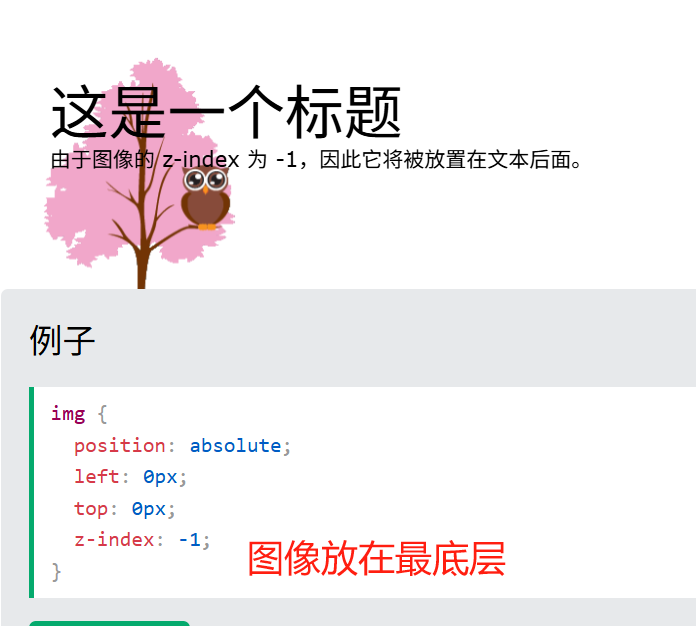 这是一个标题
由于图像的 z-index 为 -1，因此它将被放置在文本后面。
例子
img {
  position: absolute;
  left: 0px;
  top: 0px;
  z-index: -1;
图像放在最底层
}